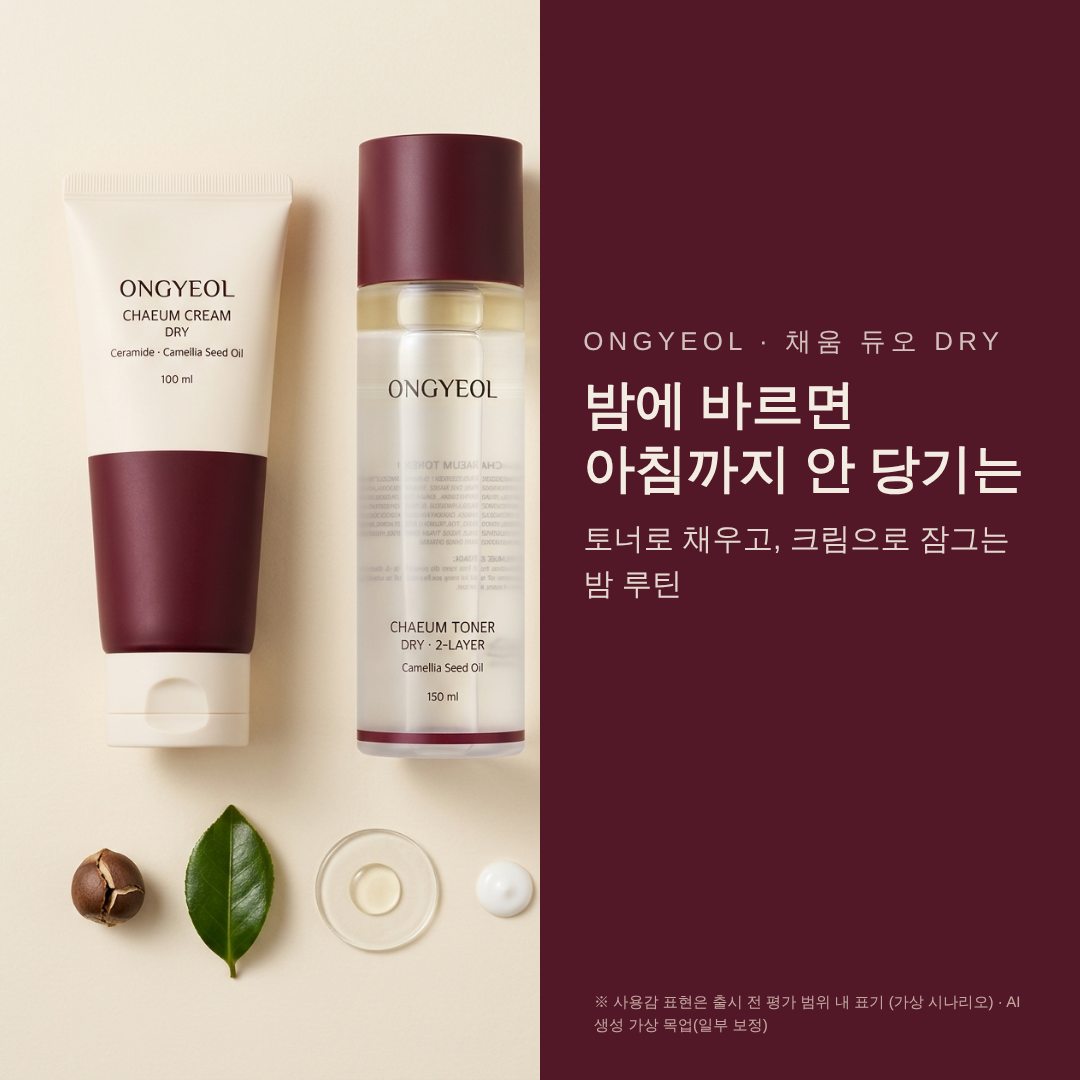 ONGYEOL
CHAEUM CREAM
DRY
Ceramide · Camellia Seed Oil
100 ml
ONGYEOL
CHAEUM TONER
DRY · 2-LAYER
Camellia Seed Oil
150 ml
ONGYEOL · 채움 듀오 DRY
밤에 바르면
아침까지 안 당기는
토너로 채우고, 크림으로 잠그는
밤 루틴
※ 사용감 표현은 출시 전 평가 범위 내 표기 (가상 시나리오) · AI
생성 가상 목업(일부 보정)